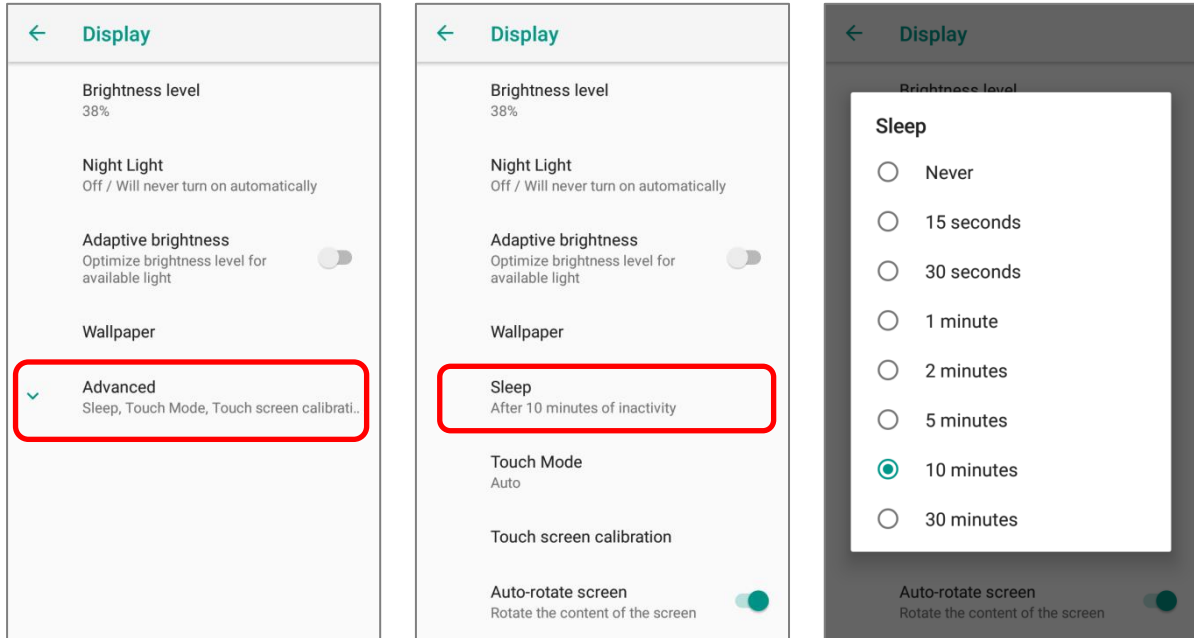 Display
Brightness level
38%
Night Light
Off / Will never turn on automatically
Adaptive brightness
Optimize brightness level for
available light
Wallpaper
Advanced
Sleep, Touch Mode, Touch screen calibrati..
Display
Brightness level
38%
Night Light
Off / Will never turn on automatically
Adaptive brightness
Optimize brightness level for
available light
Wallpaper
Sleep
After 10 minutes of inactivity
Touch Mode
Auto
Touch screen calibration
Auto-rotate screen
Rotate the content of the screen
Display
Brightness level
Sleep
Never
15 seconds
30 seconds
1 minute
2 minutes
5 minutes
10 minutes
30 minutes
Auto-rotate screen
Rotate the content of the screen